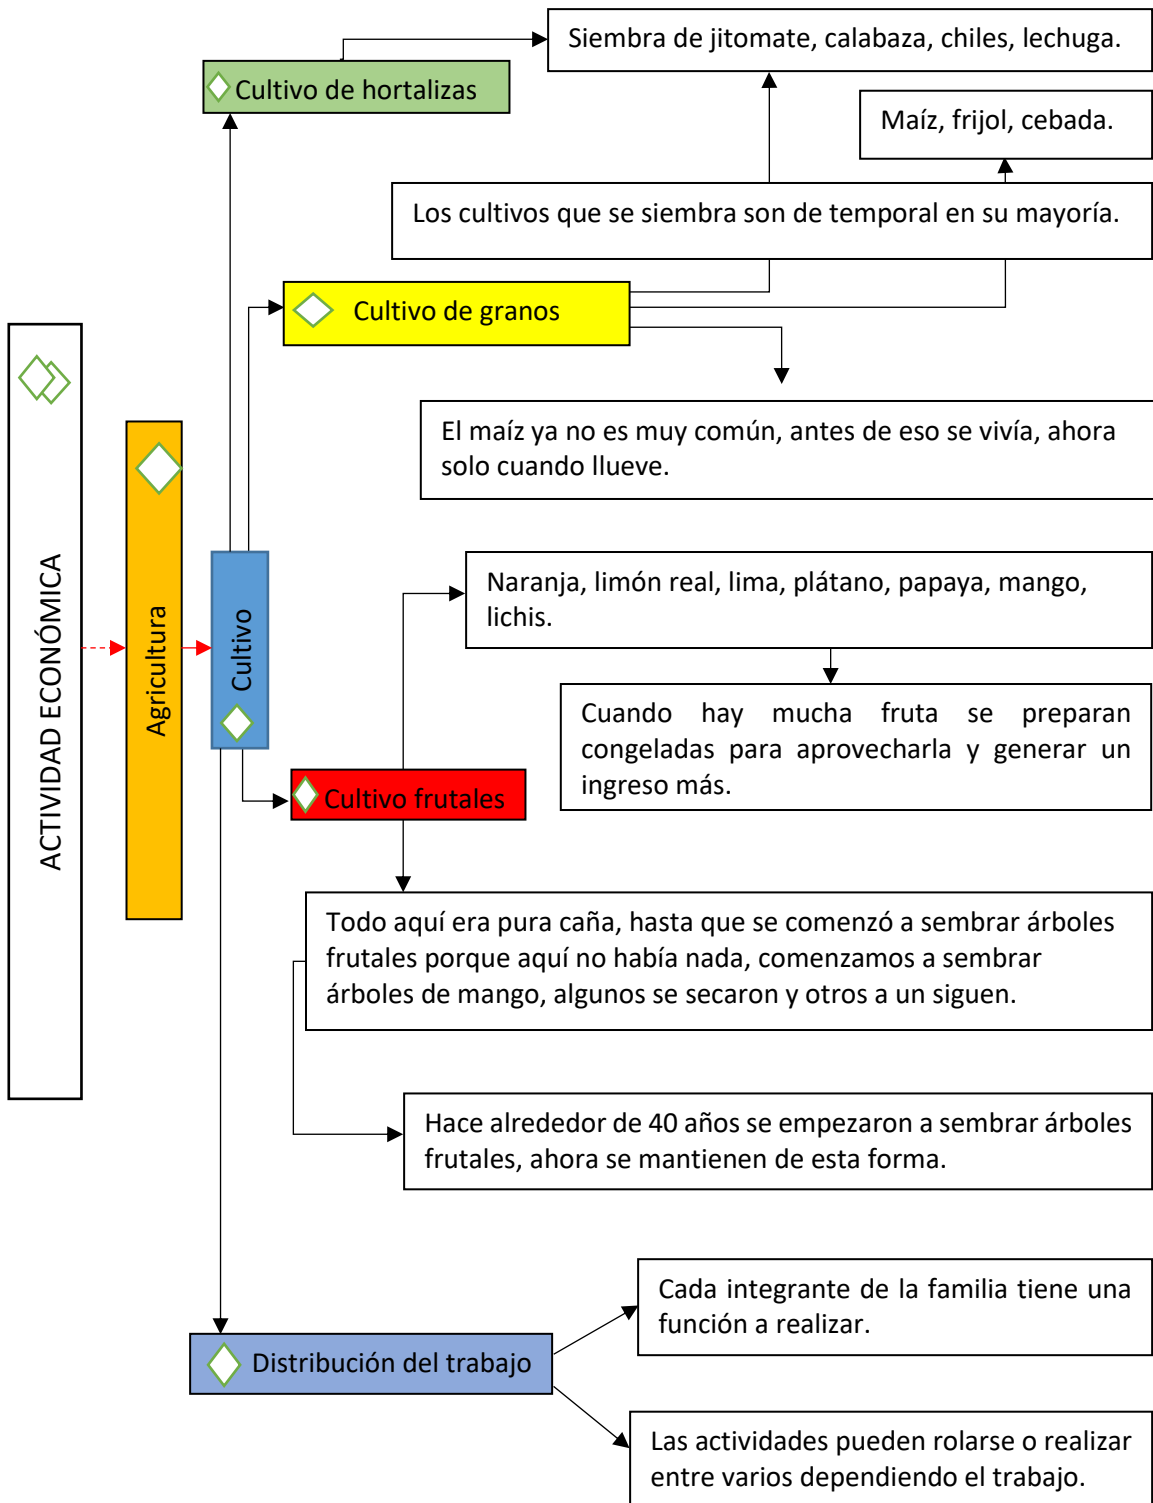 Siembra de jitomate, calabaza, chiles, lechuga.
Cultivo de hortalizas
Maíz, frijol, cebada.
Los cultivos que se siembra son de temporal en su mayoría.
Cultivo de granos
El maíz ya no es muy común, antes de eso se vivía, ahora
solo cuando llueve.
ACTIVIDAD ECONÓMICA
Agricultura
Cultivo
Naranja, limón real, lima, plátano, papaya, mango,
lichis.
Cuando hay mucha fruta se preparan
congeladas para aprovecharla y generar un
ingreso más.
Cultivo frutales
Todo aquí era pura caña, hasta que se comenzó a sembrar árboles
frutales porque aquí no había nada, comenzamos a sembrar
árboles de mango, algunos se secaron y otros a un siguen.
Hace alrededor de 40 años se empezaron a sembrar árboles
frutales, ahora se mantienen de esta forma.
Cada integrante de la familia tiene una
función a realizar.
Distribución del trabajo
Las actividades pueden rolarse o realizar
entre varios dependiendo el trabajo.